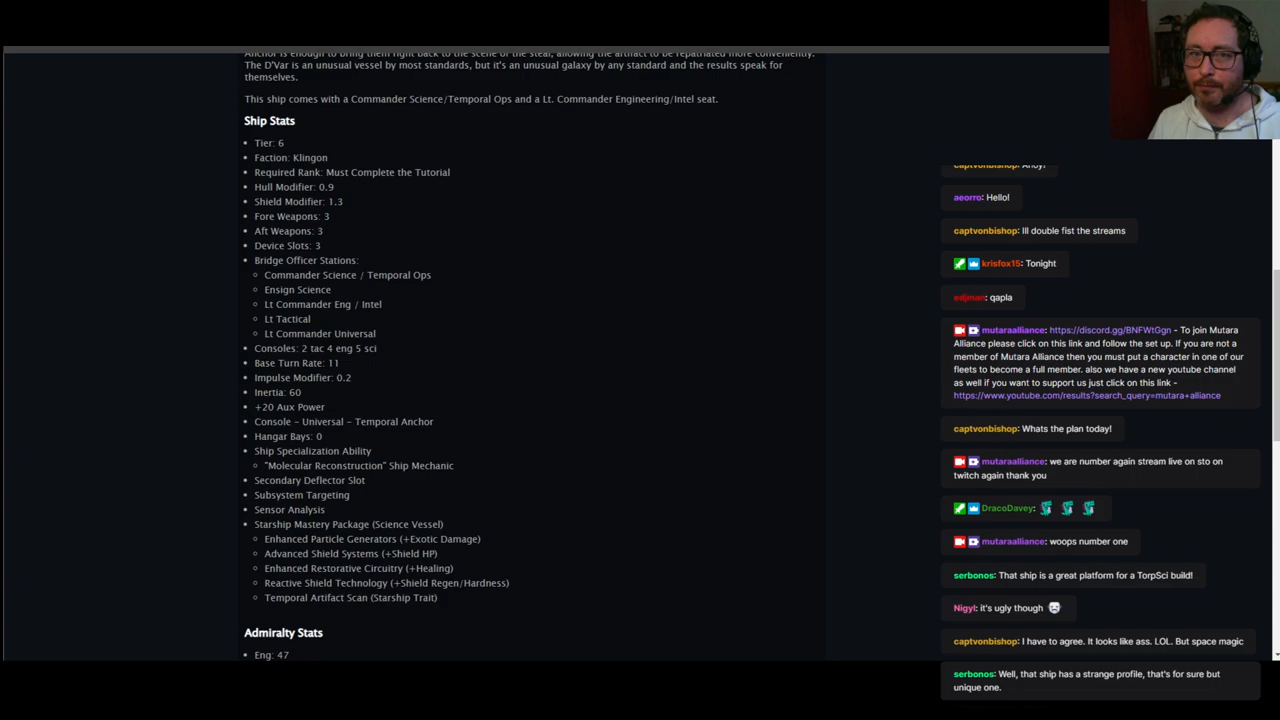 Anchor is enough to bring them right back to the scene of the steal, allowing the artifact to be repatriated more conveniently.
The D'Var is an unusual vessel by most standards, but it's an unusual galaxy by any standard and the results speak for
themselves.
This ship comes with a Commander Science/Temporal Ops and a Lt. Commander Engineering/Intel seat.
Ship Stats
Tier: 6
Faction: Klingon
Required Rank: Must Complete the Tutorial
Hull Modifier: 0.9
Shield Modifier: 1.3
Fore Weapons: 3
Aft Weapons: 3
Device Slots: 3
Bridge Officer Stations:
Commander Science / Temporal Ops
Ensign Science
Lt Commander Eng / Intel
Lt Tactical
Lt Commander Universal
Consoles: 2 tac 4 eng 5 sci
Base Turn Rate: 11
Impulse Modifier: 0.2
Inertia: 60
+20 Aux Power
Console – Universal – Temporal Anchor
Hangar Bays: 0
Ship Specialization Ability
"Molecular Reconstruction" Ship Mechanic
Secondary Deflector Slot
Subsystem Targeting
Sensor Analysis
Starship Mastery Package (Science Vessel)
Enhanced Particle Generators (+Exotic Damage)
Advanced Shield Systems (+Shield HP)
Enhanced Restorative Circuitry (+Healing)
Reactive Shield Technology (+Shield Regen/Hardness)
Temporal Artifact Scan (Starship Trait)
Admiralty Stats
Eng: 47
captvonbishop: Ahoy!
aeorro: Hello!
captvonbishop: Ill double fist the streams
krisfox15: Tonight
edjman: qapla
mutaraalliance: https://discord.gg/BNFWtGgn - To join Mutara
Alliance please click on this link and follow the set up. If you are not a
member of Mutara Alliance then you must put a character in one of our
fleets to become a full member. also we have a new youtube channel
as well if you want to support us just click on this link -
https://www.youtube.com/results?search_query=mutara+alliance
captvonbishop: Whats the plan today!
mutaraalliance: we are number again stream live on sto on
twitch again thank you
DracoDavey:
mutaraalliance: woops number one
serbonos: That ship is a great platform for a TorpSci build!
Nigyl: it's ugly though
captvonbishop: I have to agree. It looks like ass. LOL. But space magic
serbonos: Well, that ship has a strange profile, that's for sure but
unique one.